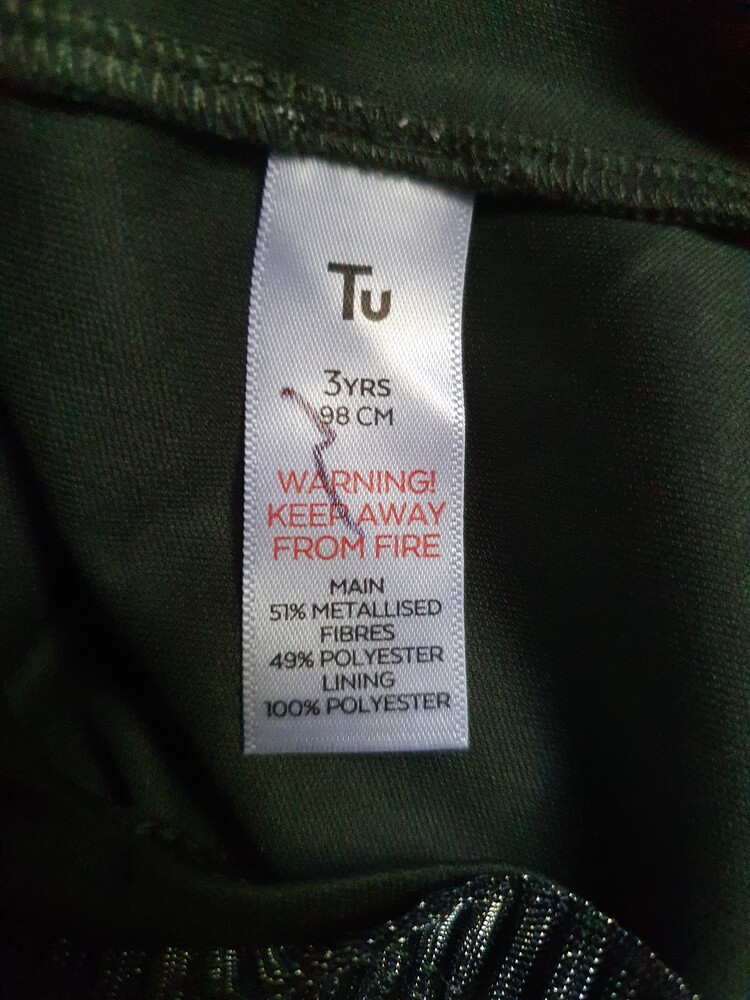 Tu
3YRS
98 CM
WARNING!
KEEP AWAY
FROM FIRE
MAIN
51% METALLISED
FIBRES
49% POLYESTER
LINING
100% POLYESTER